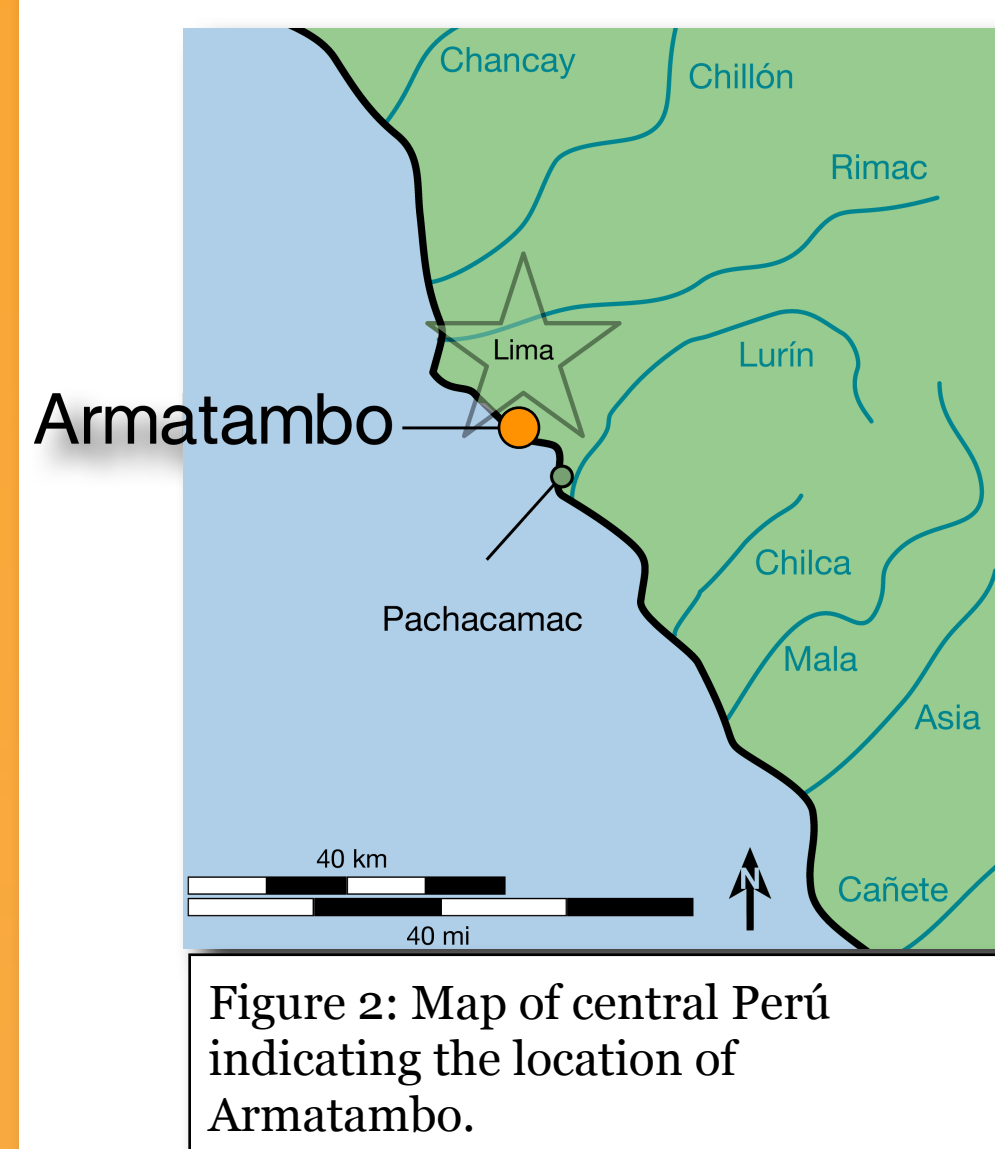 Chancay
Chillón
Rimac
Lima
Lurín
Armatambo
Chilca
Pachacamac
Mala
Asia
40 km
N
Cañete
40 mi
Figure 2: Map of central Perú
indicating the location of
Armatambo.